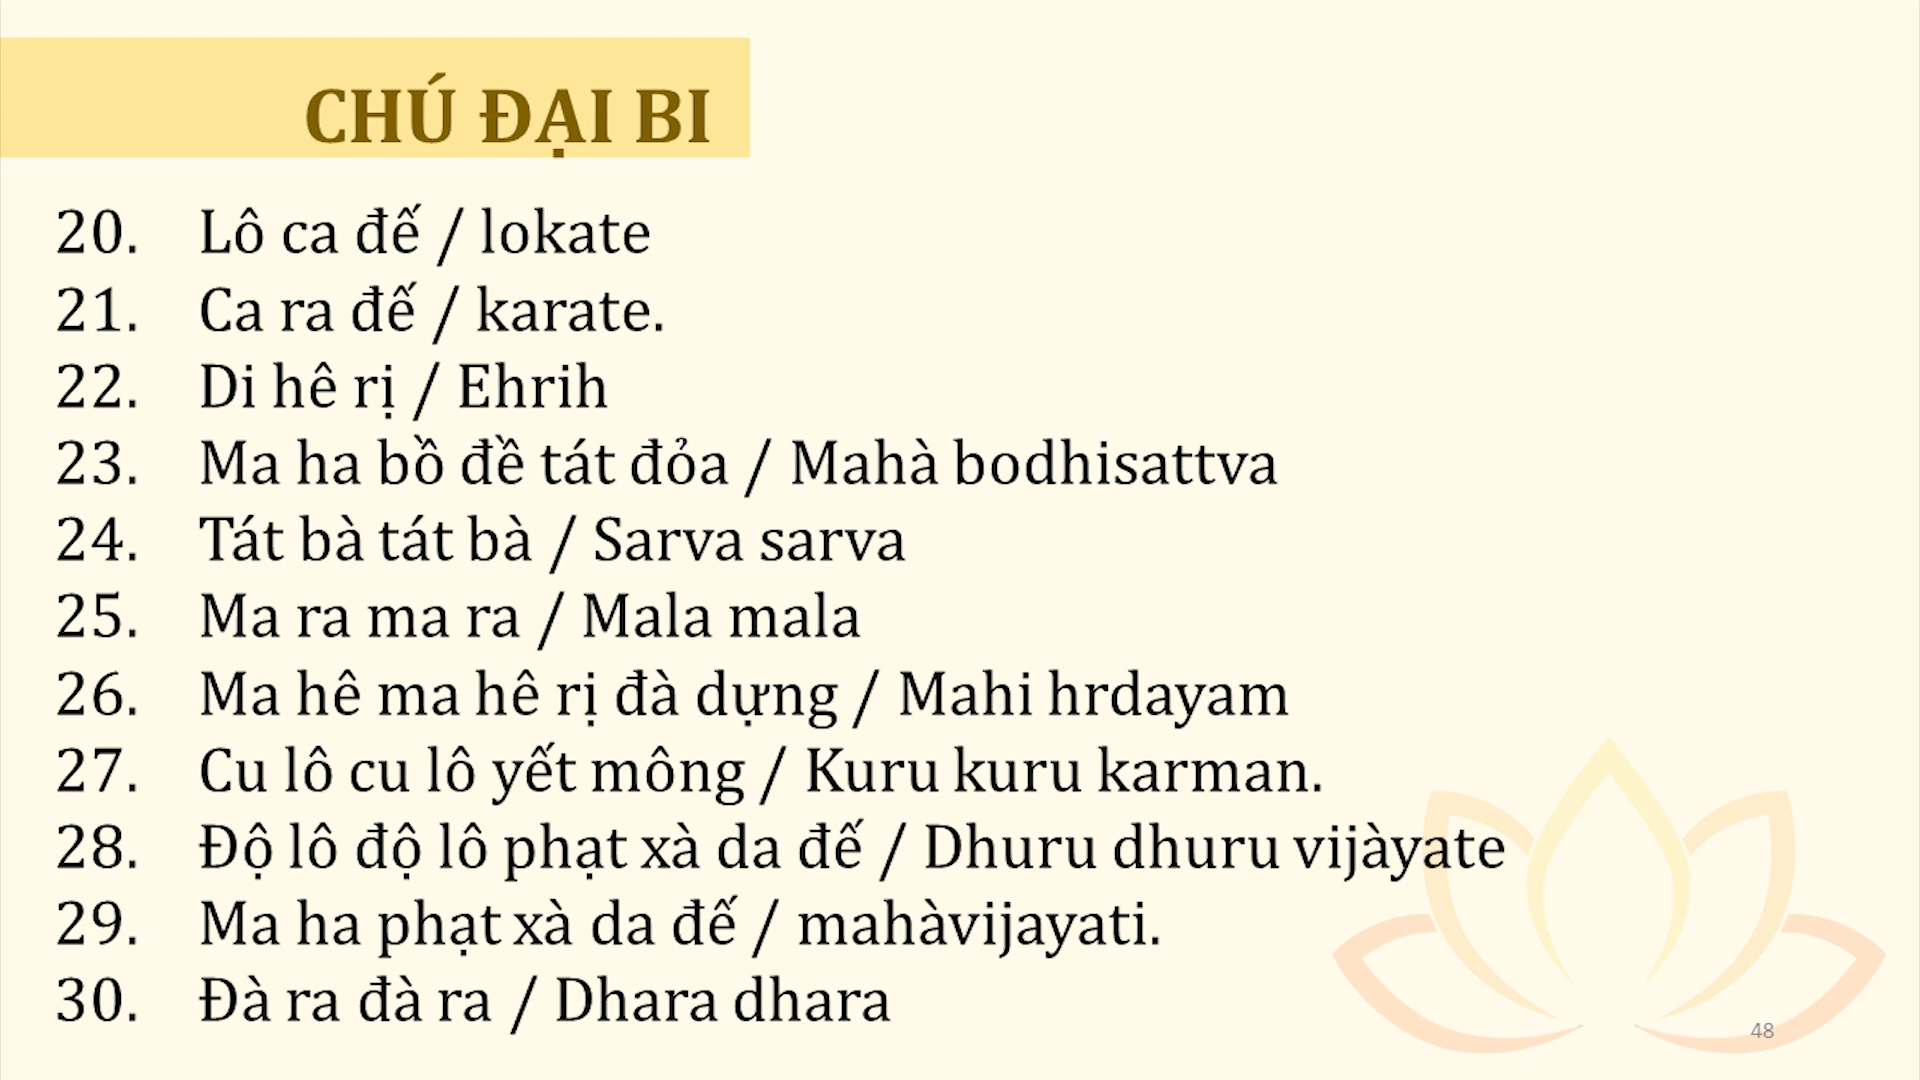 CHÚ ĐẠI BI
20. Lô ca đế / lokate
21. Ca ra đế / karate.
22. Di hê rị / Ehrih
23. Ma ha bồ đề tát đỏa / Mahà bodhisattva
24. Tát bà tát bà / Sarva sarva
25. Ma ra ma ra / Mala mala
26. Ma hê ma hê rị đà dựng / Mahi hrdayam
27. Cu lô cu lô yết mông / Kuru kuru karman.
28. Độ lô độ lô phạt xà da đế / Dhuru dhuru vijàyate
29. Ma ha phạt xà da đế / mahàvijayati.
30. Đà ra đà ra / Dhara dhara
48